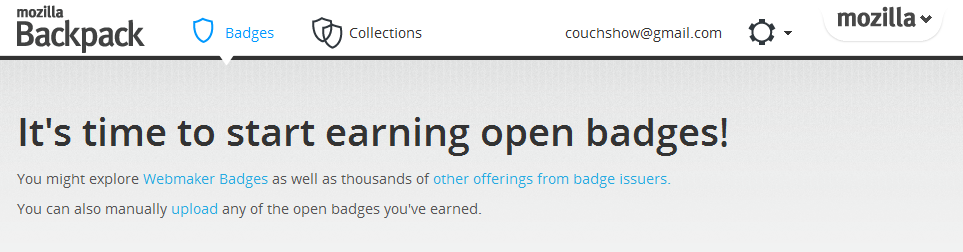 mozilla
Backpack
Badges
Collections
couchshow@gmail.com
mozilla
It's time to start earning open badges!
You might explore Webmaker Badges as well as thousands of other offerings from badge issuers.
You can also manually upload any of the open badges you've earned.